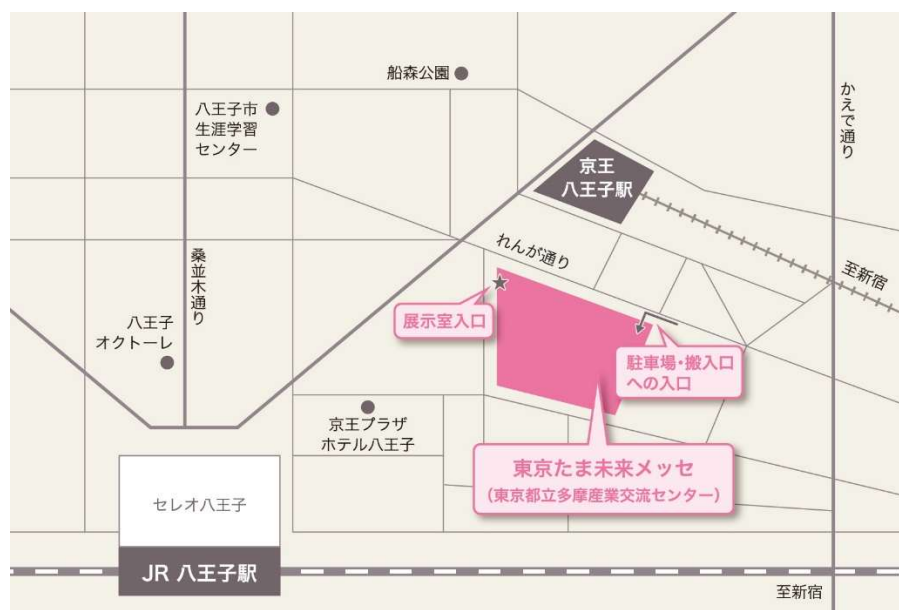 船森公園
かえで通り
八王子市
生涯学習
センター
京王
八王子駅
れんが通り
至新宿
桑並木通り
展示室入口
八王子
オクトーレ
駐車場・搬入口
への入口
京王プラザ
ホテル八王子
東京たま未来メッセ
(東京都立多摩産業交流センター)
セレオ八王子
JR 八王子駅
至新宿